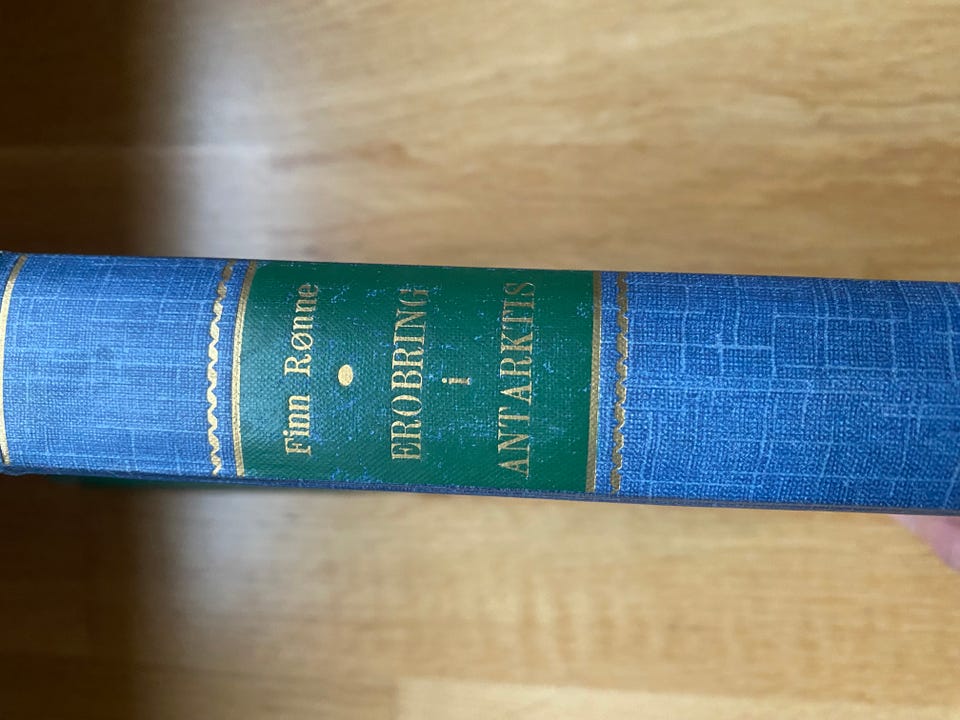 Finn Rønne
EROBRING
i
ANTARKTIS